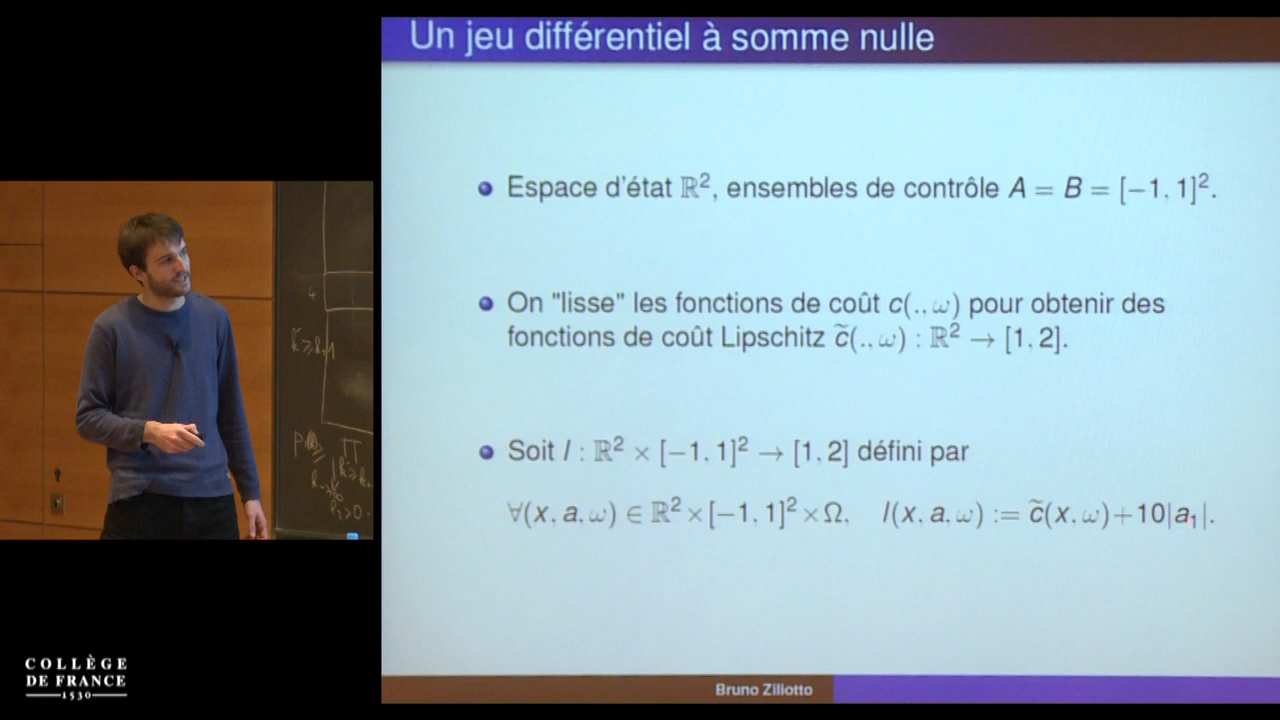 Un jeu différentiel à somme nulle
Espace d'état ℝ², ensembles de contrôle A = B = [−1, 1]².
On "lisse" les fonctions de coût c(., ω) pour obtenir des
fonctions de coût Lipschitz c̃(., ω) : ℝ² → [1, 2].
Soit l : ℝ² × [−1, 1]² → [1, 2] défini par
∀(x, a, ω) ∈ ℝ² × [−1, 1]² × Ω, l(x, a, ω) := c̃(x, ω) + 10|a₁|.
Bruno Ziliotto
COLLÈGE
DE FRANCE
1530